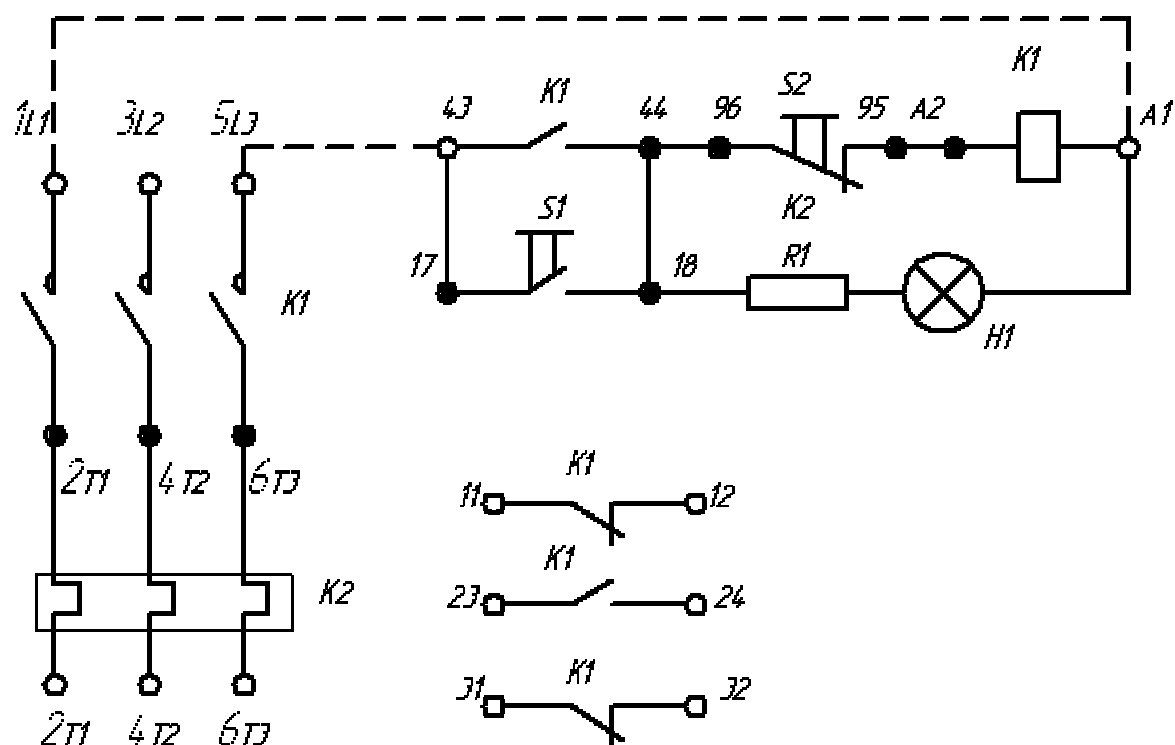 K1
1L1 3L2 5L3 43 K1 44 96 S2 95 A2 A1
S1 K2
17 18 R1
K1
H1
2T1 4T2 6T3 K1
11 12
K1
K2 23 24
K1
31 32
2T1 4T2 6T3